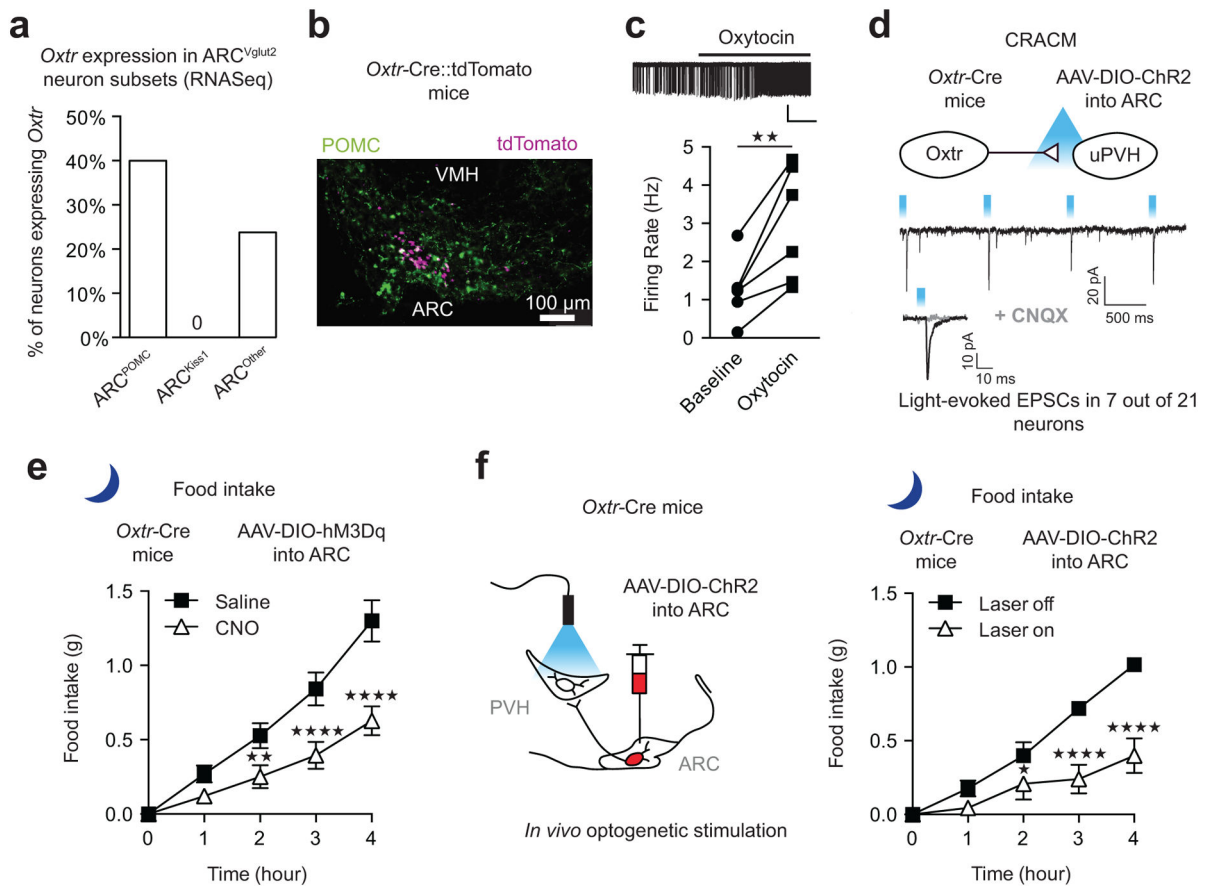 a
Oxtr expression in ARCVglut2
neuron subsets (RNASeq)
% of neurons expressing Oxtr
50%
40%
30%
20%
10%
0%
0
ARCPOMC
ARCKiss1
ARCOther
b
Oxtr-Cre::tdTomato
mice
POMC
tdTomato
VMH
ARC
100 µm
c
Oxytocin
★★
Firing Rate (Hz)
5
4
3
2
1
0
Baseline
Oxytocin
d
CRACM
Oxtr-Cre
mice
AAV-DIO-ChR2
into ARC
Oxtr
uPVH
20 pA
500 ms
+ CNQX
10 pA
10 ms
Light-evoked EPSCs in 7 out of 21
neurons
e
Food intake
Oxtr-Cre
mice
AAV-DIO-hM3Dq
into ARC
Saline
CNO
Food intake (g)
1.5
1.0
0.5
0.0
★★
★★★★
★★★★
0 1 2 3 4
Time (hour)
f
Oxtr-Cre mice
AAV-DIO-ChR2
into ARC
PVH
ARC
In vivo optogenetic stimulation
Food intake
Oxtr-Cre
mice
AAV-DIO-ChR2
into ARC
Laser off
Laser on
Food intake (g)
1.5
1.0
0.5
0.0
★
★★★★
★★★★
0 1 2 3 4
Time (hour)